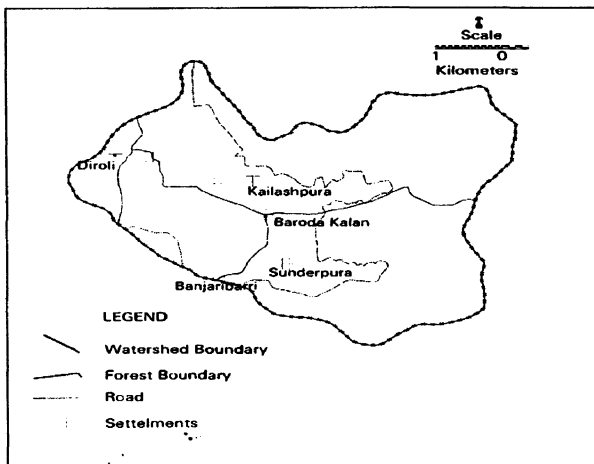 Scale
1 0
Kilometers
Diroli
Kailashpura
Baroda Kalan
Sunderpura
Banjaribarri
LEGEND
Watershed Boundary
Forest Boundary
Road
Settelments